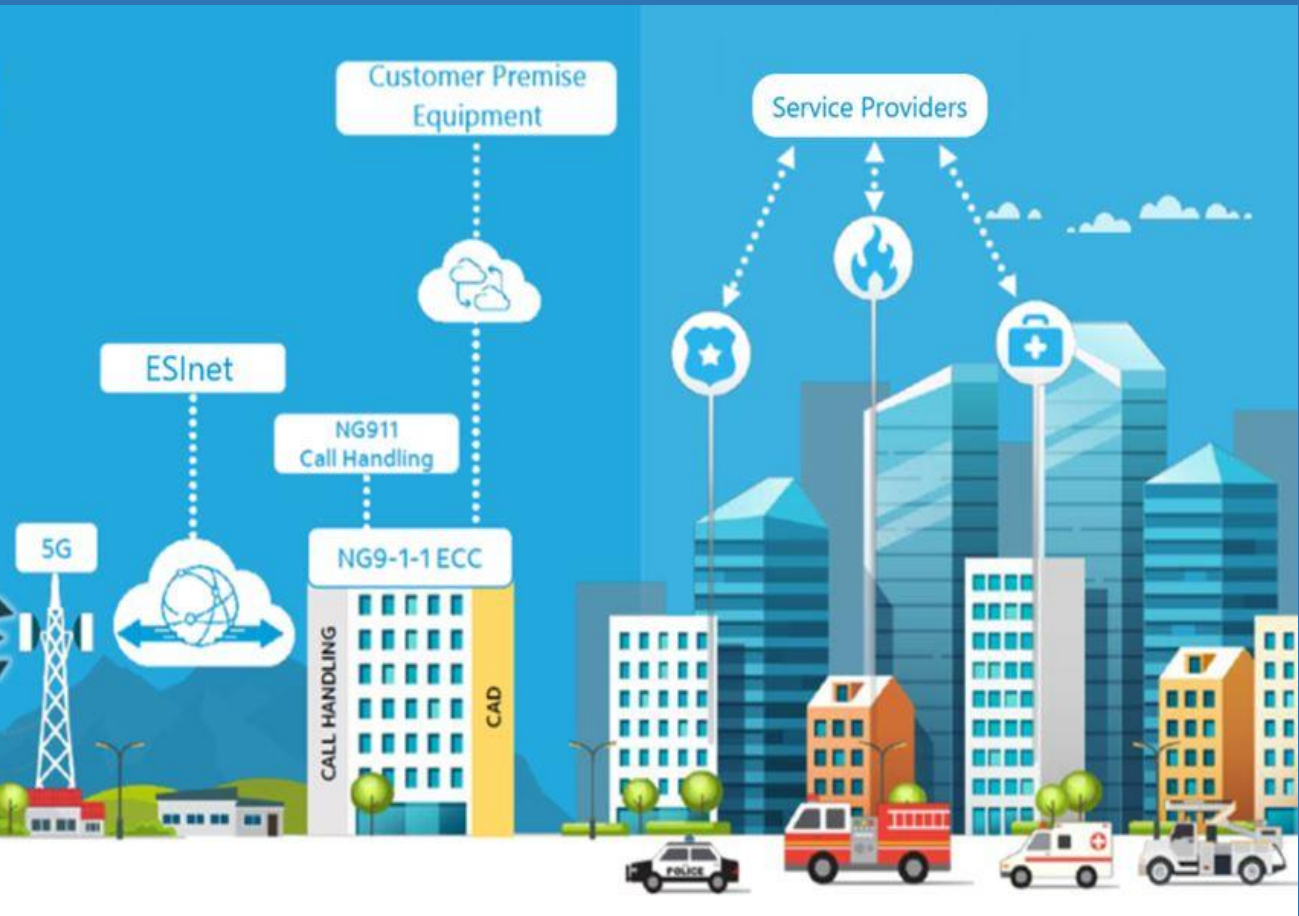 Customer Premise
Equipment
Service Providers
ESInet
NG911
Call Handling
5G
NG9-1-1 ECC
CALL HANDLING
CAD
POLICE